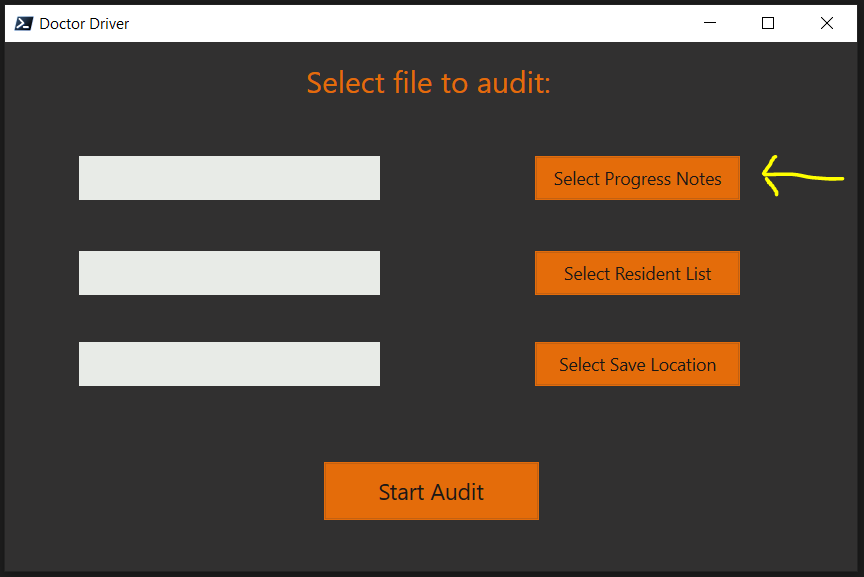 Doctor Driver
Select file to audit:
Select Progress Notes
Select Resident List
Select Save Location
Start Audit